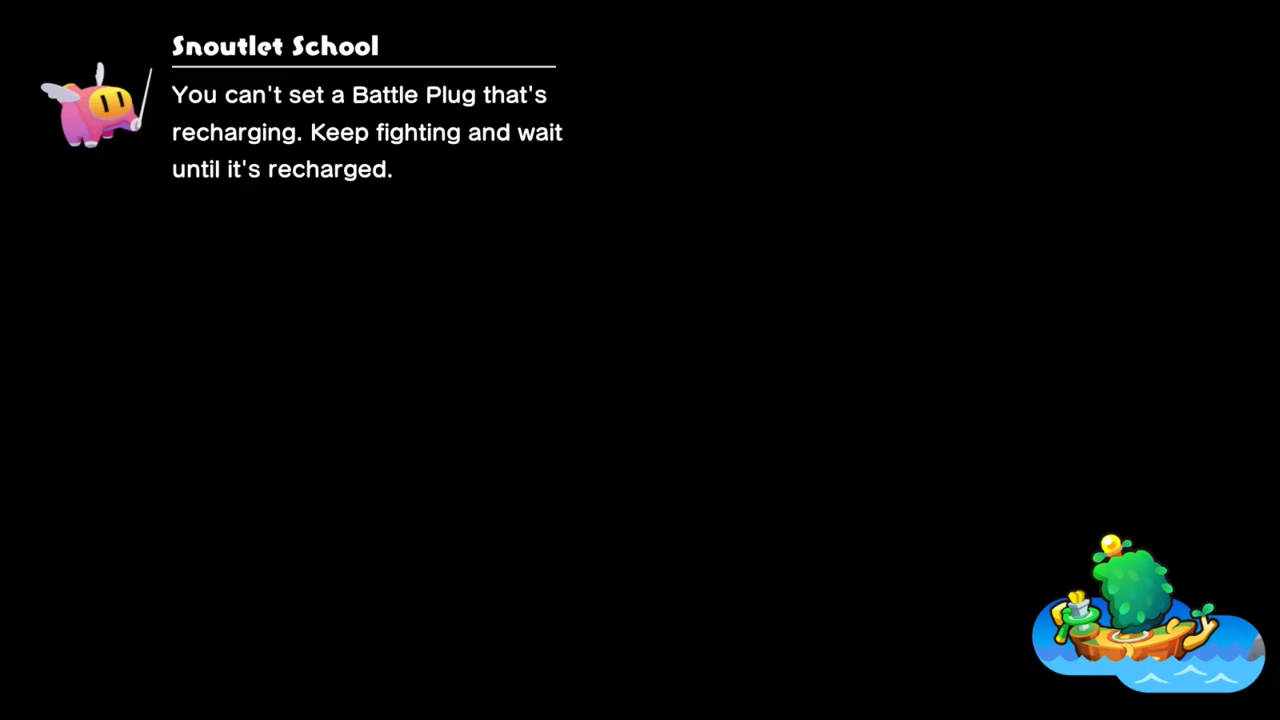 Snoutlet School
You can't set a Battle Plug that's
recharging. Keep fighting and wait
until it's recharged.